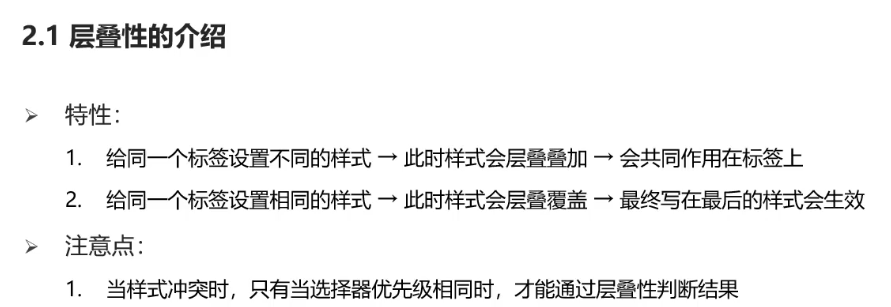 2.1 层叠性的介绍
➢ 特性：
1. 给同一个标签设置不同的样式 → 此时样式会层叠叠加 → 会共同作用在标签上
2. 给同一个标签设置相同的样式 → 此时样式会层叠覆盖 → 最终写在最后的样式会生效
➢ 注意点：
1. 当样式冲突时，只有当选择器优先级相同时，才能通过层叠性判断结果